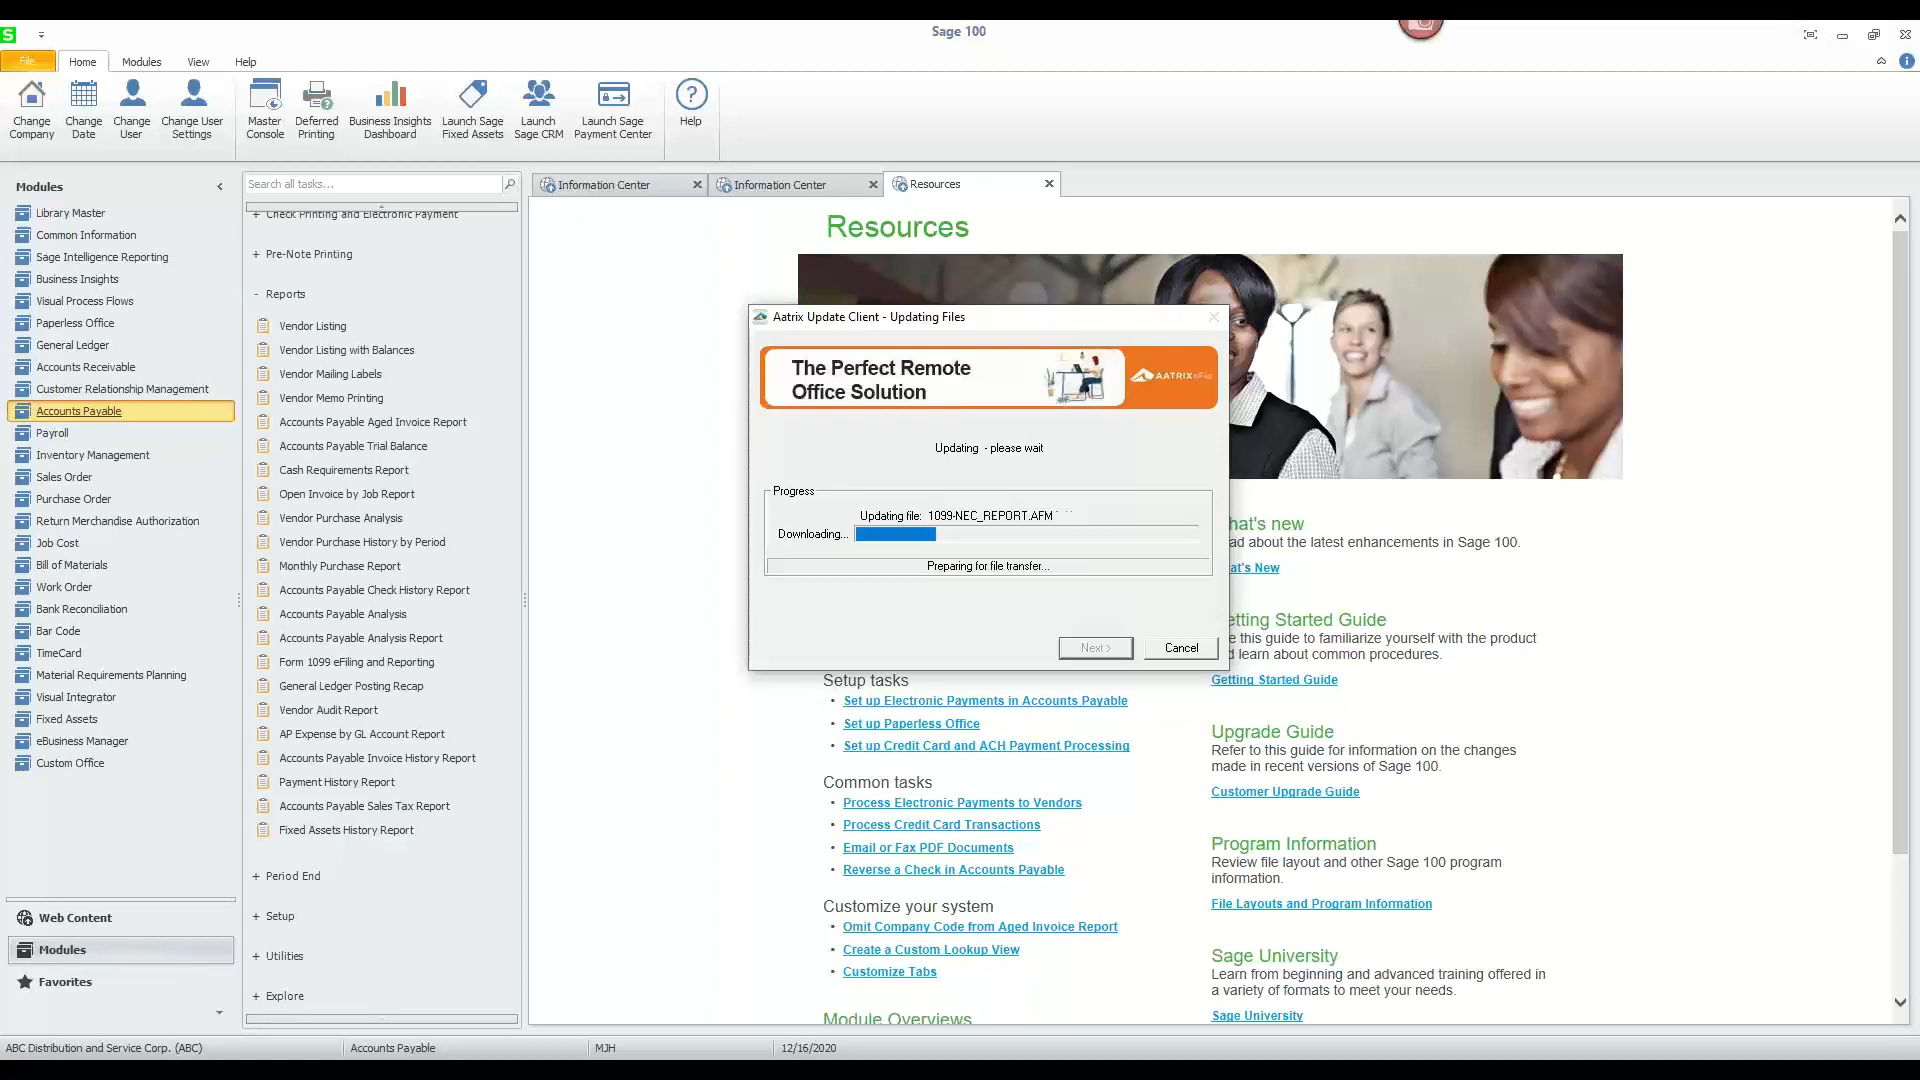 Sage 100
File
Home
Modules
View
Help
Change Company
Change Date
Change User
Change User Settings
Master Console
Deferred Printing
Business Insights Dashboard
Launch Sage Fixed Assets
Launch Sage CRM
Launch Sage Payment Center
Help
Modules
Library Master
Common Information
Sage Intelligence Reporting
Business Insights
Visual Process Flows
Paperless Office
General Ledger
Accounts Receivable
Customer Relationship Management
Accounts Payable
Payroll
Inventory Management
Sales Order
Purchase Order
Return Merchandise Authorization
Job Cost
Bill of Materials
Work Order
Bank Reconciliation
Bar Code
TimeCard
Material Requirements Planning
Visual Integrator
Fixed Assets
eBusiness Manager
Custom Office
Web Content
Modules
Favorites
Search all tasks...
+ Check Printing and Electronic Payment
+ Pre-Note Printing
- Reports
Vendor Listing
Vendor Listing with Balances
Vendor Mailing Labels
Vendor Memo Printing
Accounts Payable Aged Invoice Report
Accounts Payable Trial Balance
Cash Requirements Report
Open Invoice by Job Report
Vendor Purchase Analysis
Vendor Purchase History by Period
Monthly Purchase Report
Accounts Payable Check History Report
Accounts Payable Analysis
Accounts Payable Analysis Report
Form 1099 eFiling and Reporting
General Ledger Posting Recap
Vendor Audit Report
AP Expense by GL Account Report
Accounts Payable Invoice History Report
Payment History Report
Accounts Payable Sales Tax Report
Fixed Assets History Report
+ Period End
+ Setup
+ Utilities
+ Explore
Information Center
Information Center
Resources
Resources
Aatrix Update Client - Updating Files
The Perfect Remote
Office Solution
AATRIX eFile
Updating - please wait
Progress
Updating file: 1099-NEC_REPORT.AFM
Downloading...
Preparing for file transfer...
Next >
Cancel
Setup tasks
• Set up Electronic Payments in Accounts Payable
• Set up Paperless Office
• Set up Credit Card and ACH Payment Processing
Common tasks
• Process Electronic Payments to Vendors
• Process Credit Card Transactions
• Email or Fax PDF Documents
• Reverse a Check in Accounts Payable
Customize your system
• Omit Company Code from Aged Invoice Report
• Create a Custom Lookup View
• Customize Tabs
Module Overviews
hat's new
ad about the latest enhancements in Sage 100.
at's New
etting Started Guide
e this guide to familiarize yourself with the product
d learn about common procedures.
Getting Started Guide
Upgrade Guide
Refer to this guide for information on the changes
made in recent versions of Sage 100.
Customer Upgrade Guide
Program Information
Review file layout and other Sage 100 program
information.
File Layouts and Program Information
Sage University
Learn from beginning and advanced training offered in
a variety of formats to meet your needs.
Sage University
ABC Distribution and Service Corp. (ABC)
Accounts Payable
MJH
12/16/2020